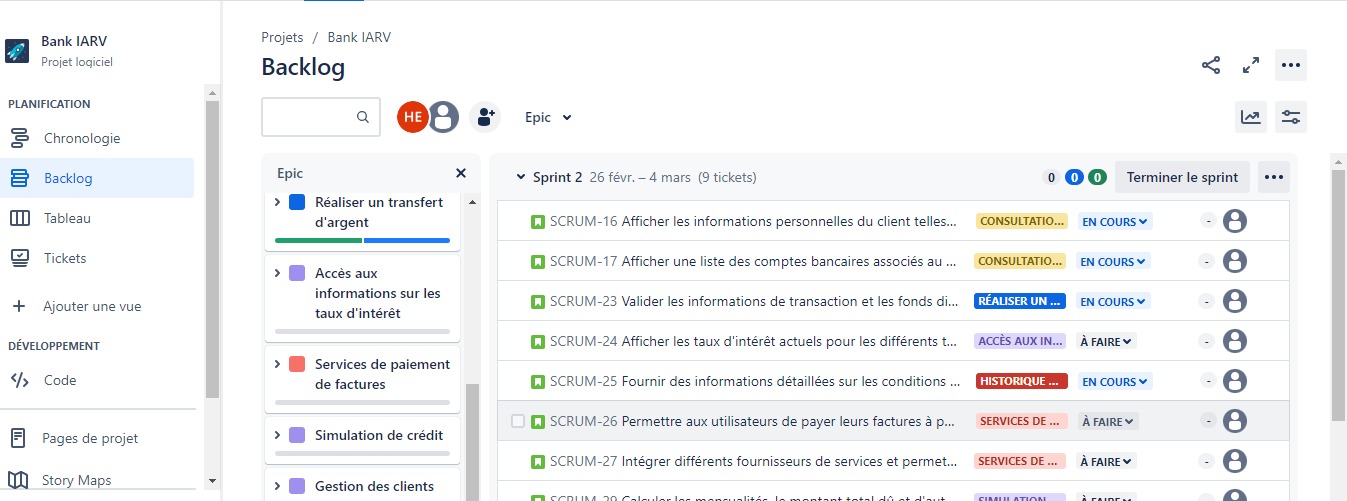 Bank IARV
Projet logiciel
PLANIFICATION
Chronologie
Backlog
Tableau
Tickets
Ajouter une vue
DÉVELOPPEMENT
Code
Pages de projet
Story Maps
Projets / Bank IARV
Backlog
HE
Epic
Epic
Réaliser un transfert
d'argent
Accès aux
informations sur les
taux d'intérêt
Services de paiement
de factures
Simulation de crédit
Gestion des clients
Sprint 2 26 févr. – 4 mars (9 tickets) 0 0 0 Terminer le sprint
SCRUM-16 Afficher les informations personnelles du client telles... CONSULTATIO... EN COURS -
SCRUM-17 Afficher une liste des comptes bancaires associés au ... CONSULTATIO... EN COURS -
SCRUM-23 Valider les informations de transaction et les fonds di... RÉALISER UN ... EN COURS -
SCRUM-24 Afficher les taux d'intérêt actuels pour les différents t... ACCÈS AUX IN... À FAIRE -
SCRUM-25 Fournir des informations détaillées sur les conditions ... HISTORIQUE ... EN COURS -
SCRUM-26 Permettre aux utilisateurs de payer leurs factures à p... SERVICES DE ... À FAIRE -
SCRUM-27 Intégrer différents fournisseurs de services et permet... SERVICES DE ... À FAIRE -
SCRUM-29 Calculer les mensualités, le montant total dû et d'aut... SIMULATION ... À FAIRE